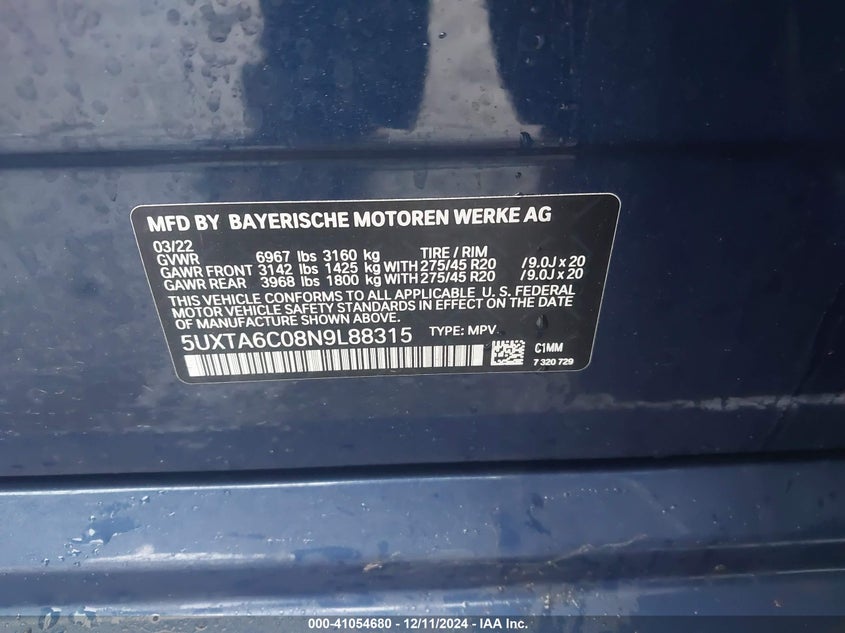 MFD BY BAYERISCHE MOTOREN WERKE AG
03/22
GVWR 6967 lbs 3160 kg TIRE / RIM
GAWR FRONT 3142 lbs 1425 kg WITH 275/45 R20 /9.0J x 20
GAWR REAR 3968 lbs 1800 kg WITH 275/45 R20 /9.0J x 20
THIS VEHICLE CONFORMS TO ALL APPLICABLE U.S. FEDERAL
MOTOR VEHICLE SAFETY STANDARDS IN EFFECT ON THE DATE
OF MANUFACTURE SHOWN ABOVE.
5UXTA6C08N9L88315 TYPE: MPV
C1MM
7 320 729
000-41054680 - 12/11/2024 - IAA Inc.